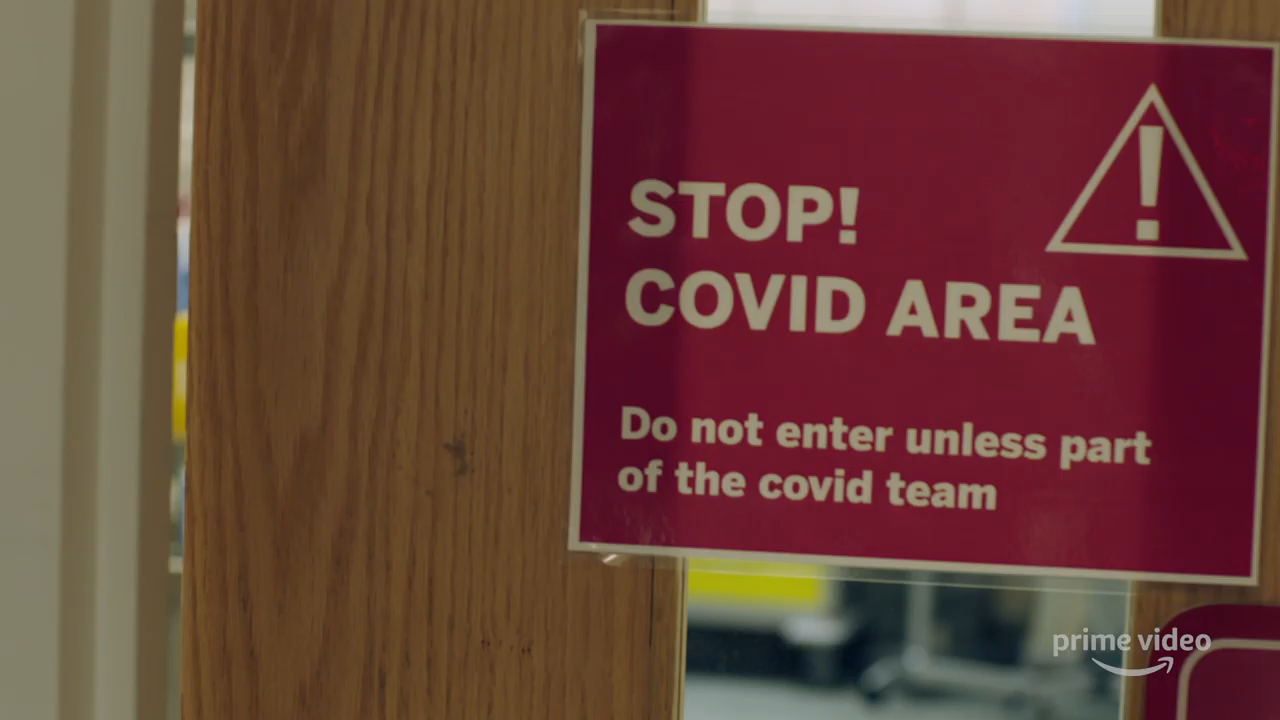 STOP!
COVID AREA
Do not enter unless part
of the covid team
prime video